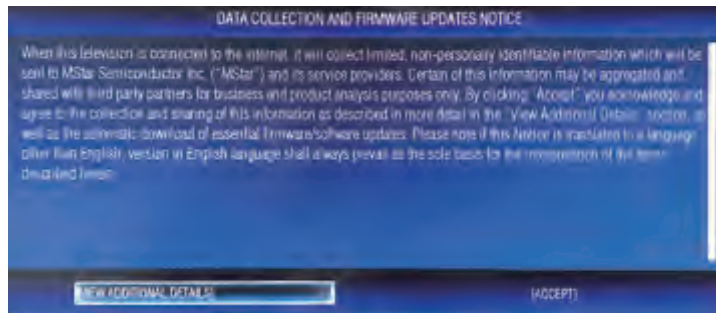 DATA COLLECTION AND FIRMWARE UPDATES NOTICE
When this television is connected to the internet, it will collect limited, non-personally identifiable information which will be
sent to MStar Semiconductor Inc. ("MStar") and its service providers. Certain of this information may be aggregated and
shared with third party partners for business and product analysis purposes only. By clicking "Accept" you acknowledge and
agree to the collection and sharing of this information as described in more detail in the "View Additional Details" section, as
well as the automatic download of essential firmware/software updates. Please note if this Notice is translated to a language
other than English, version in English language shall always prevail as the sole basis for the interpretation of the terms
described herein.
VIEW ADDITIONAL DETAILS
[ACCEPT]